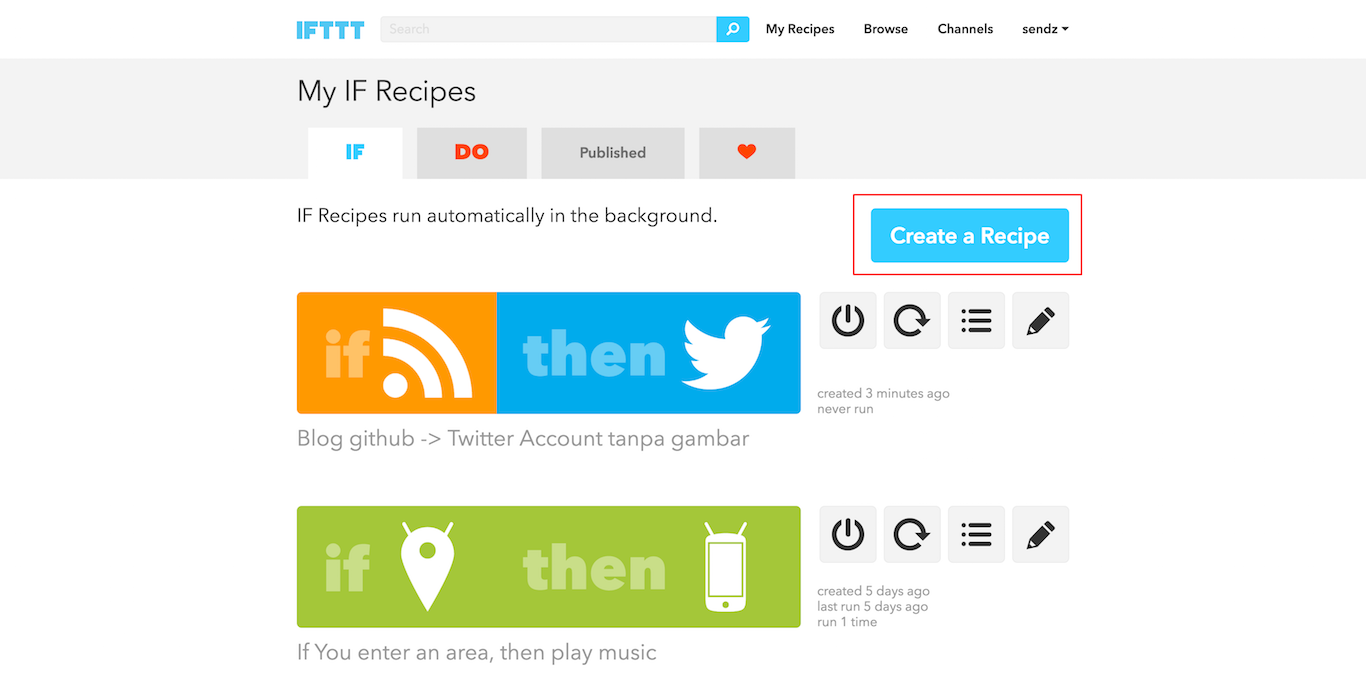 IFTTT
Search
My Recipes
Browse
Channels
sendz
My IF Recipes
IF
DO
Published
IF Recipes run automatically in the background.
Create a Recipe
if then
created 3 minutes ago
never run
Blog github -> Twitter Account tanpa gambar
if then
created 5 days ago
last run 5 days ago
run 1 time
If You enter an area, then play music